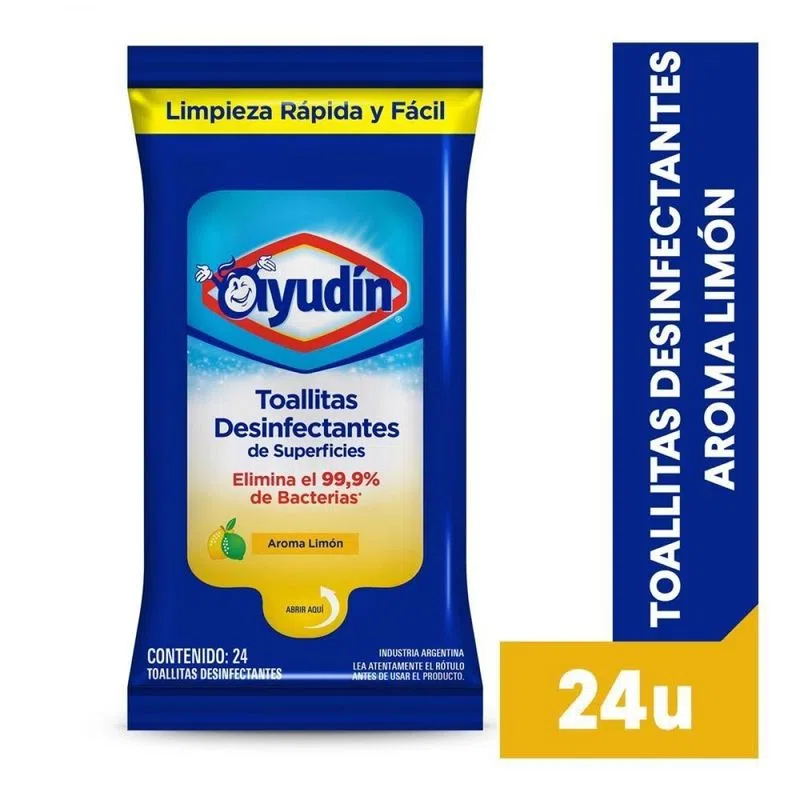 Limpieza Rápida y Fácil
ayudín
®
Toallitas
Desinfectantes
de Superficies
Elimina el 99,9%
de Bacterias*
Aroma Limón
ABRIR AQUÍ
CONTENIDO: 24
TOALLITAS DESINFECTANTES
INDUSTRIA ARGENTINA
LEA ATENTAMENTE EL RÓTULO
ANTES DE USAR EL PRODUCTO.
TOALLITAS DESINFECTANTES
AROMA LIMÓN
24u